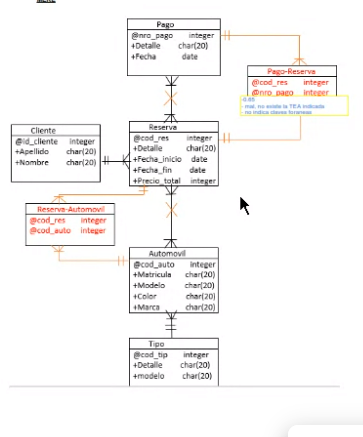 MERE
Pago
@nro_pago integer
+Detalle char(20)
+Fecha date
Pago-Reserva
@cod_res integer
@nro_pago integer
-0.65
- mal, no existe la TEA indicada
- no indica claves foraneas
Reserva
@cod_res integer
+Detalle char(20)
+Fecha_inicio date
+Fecha_fin date
+Precio_total integer
Cliente
@id_cliente integer
+Apellido char(20)
+Nombre char(20)
Reserva-Automovil
@cod_res integer
@cod_auto integer
Automovil
@cod_auto integer
+Matricula char(20)
+Modelo char(20)
+Color char(20)
+Marca char(20)
Tipo
@cod_tip integer
+Detalle char(20)
+modelo char(20)